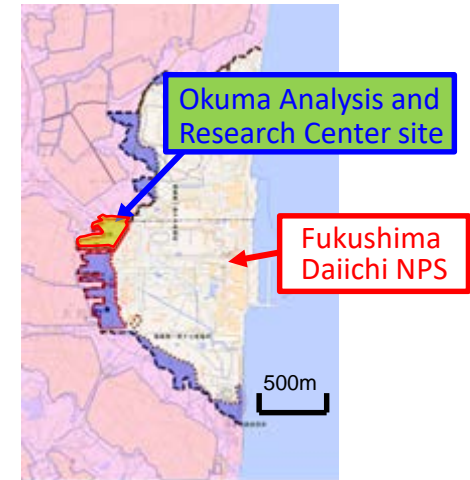 Okuma Analysis and
Research Center site
Fukushima
Daiichi NPS
500m